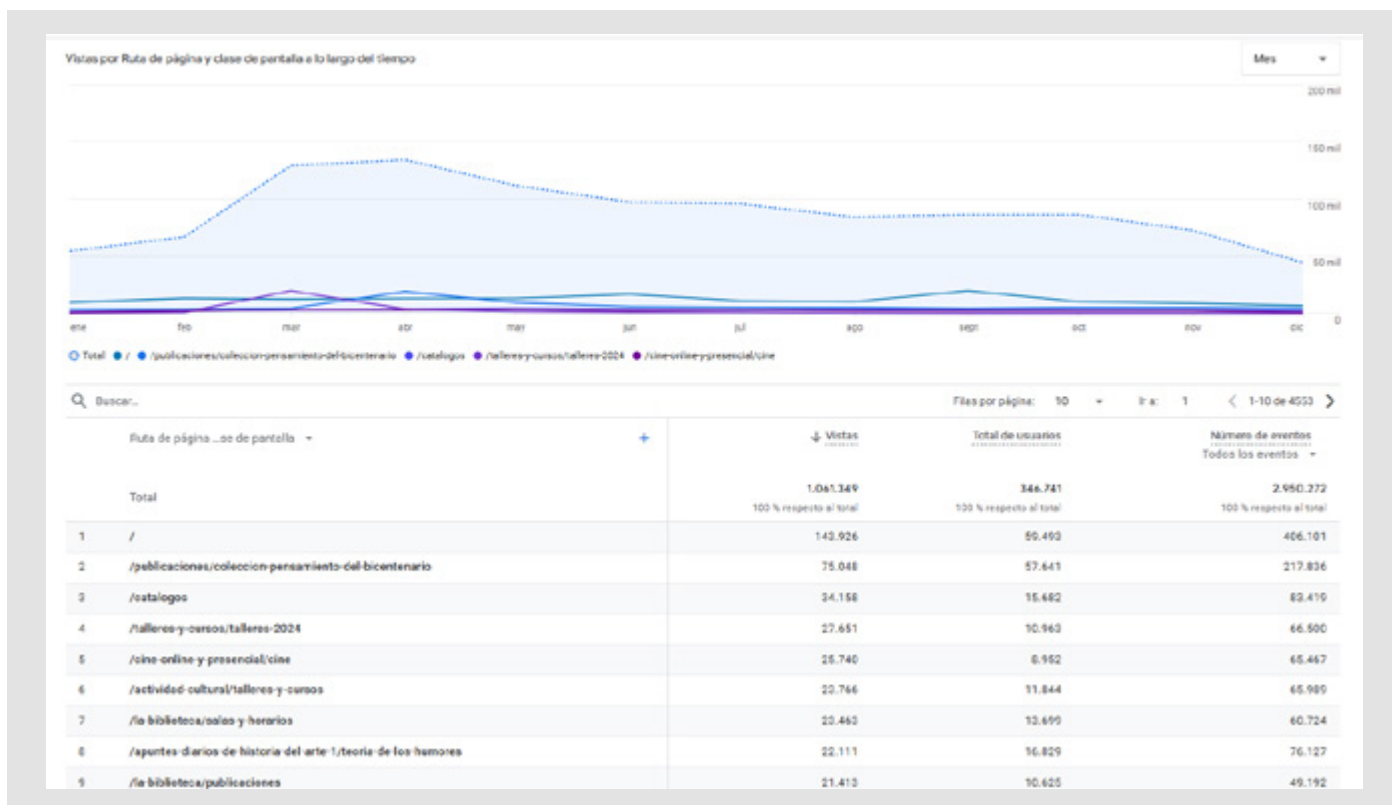 Vistas por Ruta de página y clase de pantalla a lo largo del tiempo
Mes
200 mil
150 mil
100 mil
50 mil
0
ene feb mar abr may jun jul ago sept oct nov dic
Total / /publicaciones/coleccion-pensamiento-del-bicentenario /catalogos /talleres-y-cursos/talleres-2024 /cine-online-y-presencial/cine
Buscar... Filas por página: 10 Ir a: 1 1-10 de 4553
Ruta de página ...se de pantalla + Vistas Total de usuarios Número de eventos
Todos los eventos
Total 1.061.349 346.741 2.950.272
100 % respecto al total 100 % respecto al total 100 % respecto al total
1 / 143.926 59.493 406.101
2 /publicaciones/coleccion-pensamiento-del-bicentenario 75.048 57.641 217.836
3 /catalogos 34.158 15.682 83.419
4 /talleres-y-cursos/talleres-2024 27.651 10.963 66.500
5 /cine-online-y-presencial/cine 25.740 8.952 65.467
6 /actividad-cultural/talleres-y-cursos 23.766 11.844 65.989
7 /la-biblioteca/salas-y-horarios 23.463 13.699 60.724
8 /apuntes-diarios-de-historia-del-arte-1/teoria-de-los-humores 22.111 16.829 76.127
9 /la-biblioteca/publicaciones 21.413 10.625 49.192